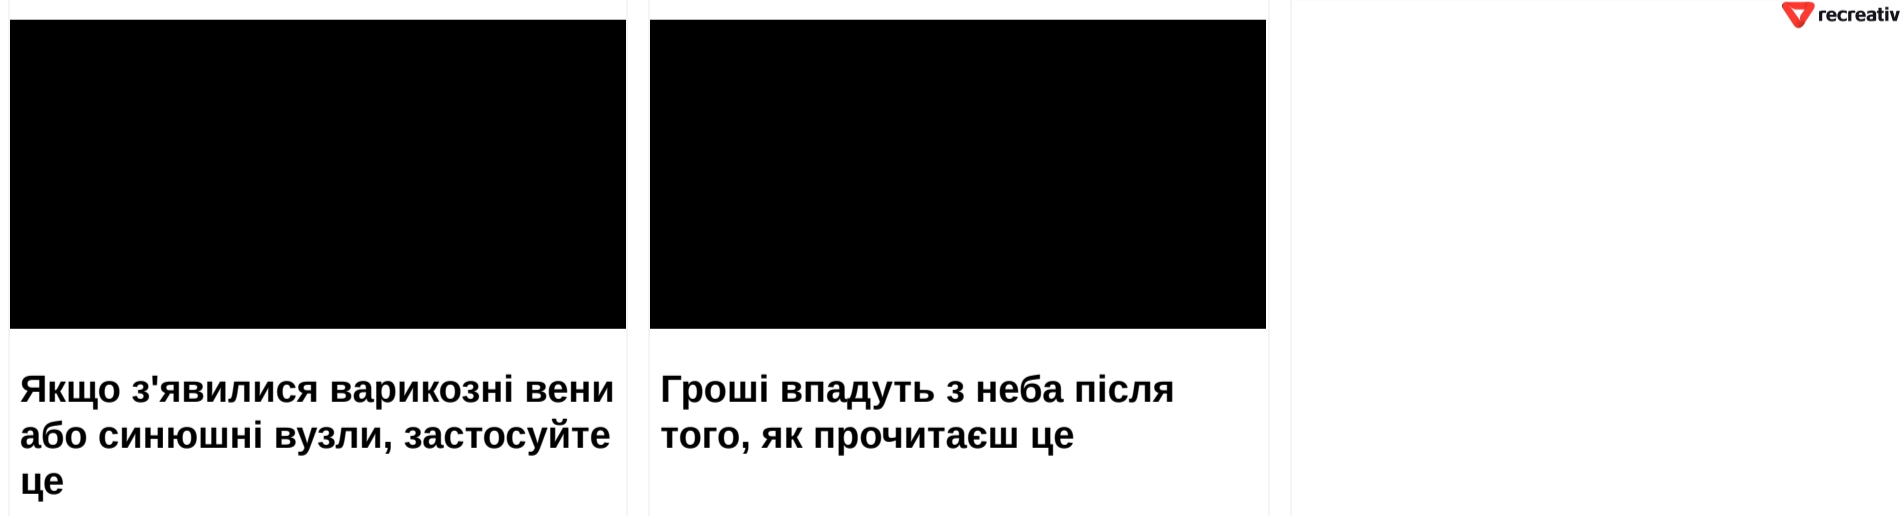 recreativ
Якщо з'явилися варикозні вени
або синюшні вузли, застосуйте
це
Гроші впадуть з неба після
того, як прочитаєш це